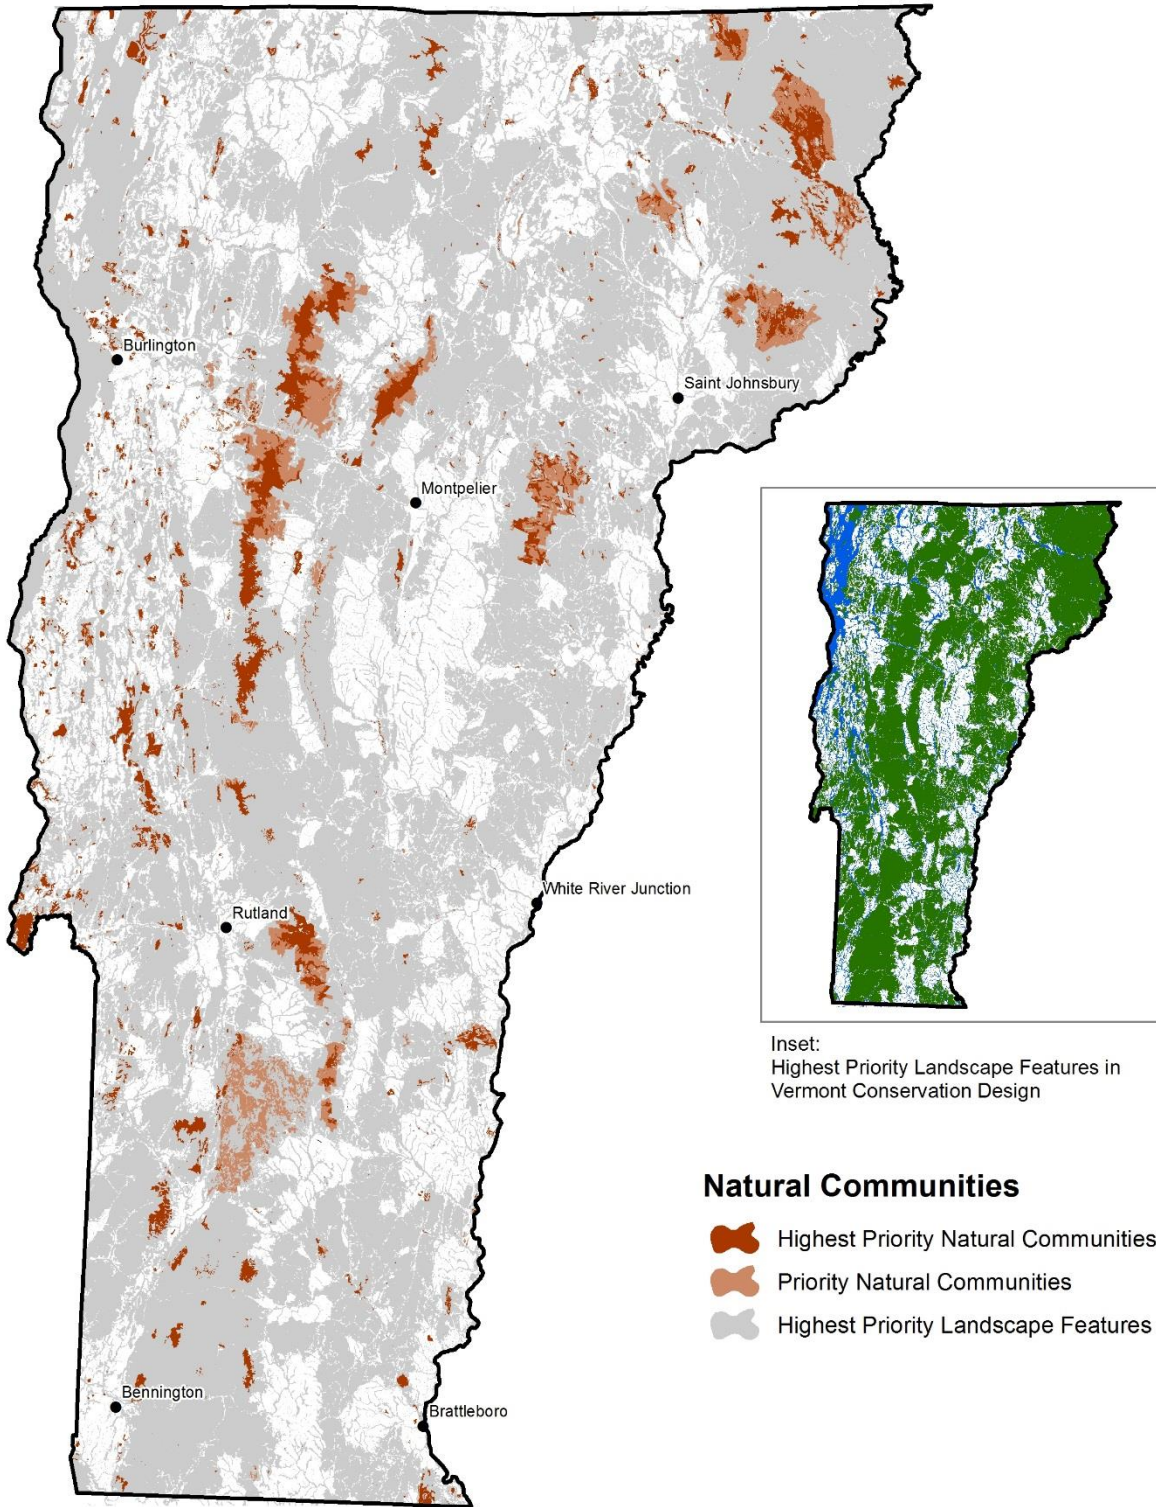 Burlington
Saint Johnsbury
Montpelier
White River Junction
Rutland
Inset:
Highest Priority Landscape Features in
Vermont Conservation Design
Natural Communities
Highest Priority Natural Communities
Priority Natural Communities
Highest Priority Landscape Features
Bennington
Brattleboro